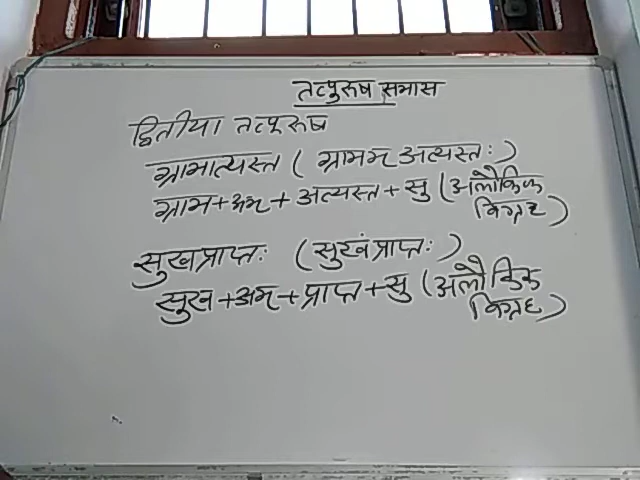 तत्पुरुष समास
द्वितीया तत्पुरुष
ग्रामात्यस्त ( ग्रामम् अत्यस्तः )
ग्राम + अम् + अत्यस्त + सु (अलौकिक
विग्रह )
सुखप्राप्तः (सुखंप्राप्तः )
सुख + अम् + प्राप्त + सु (अलौकिक
विग्रह )